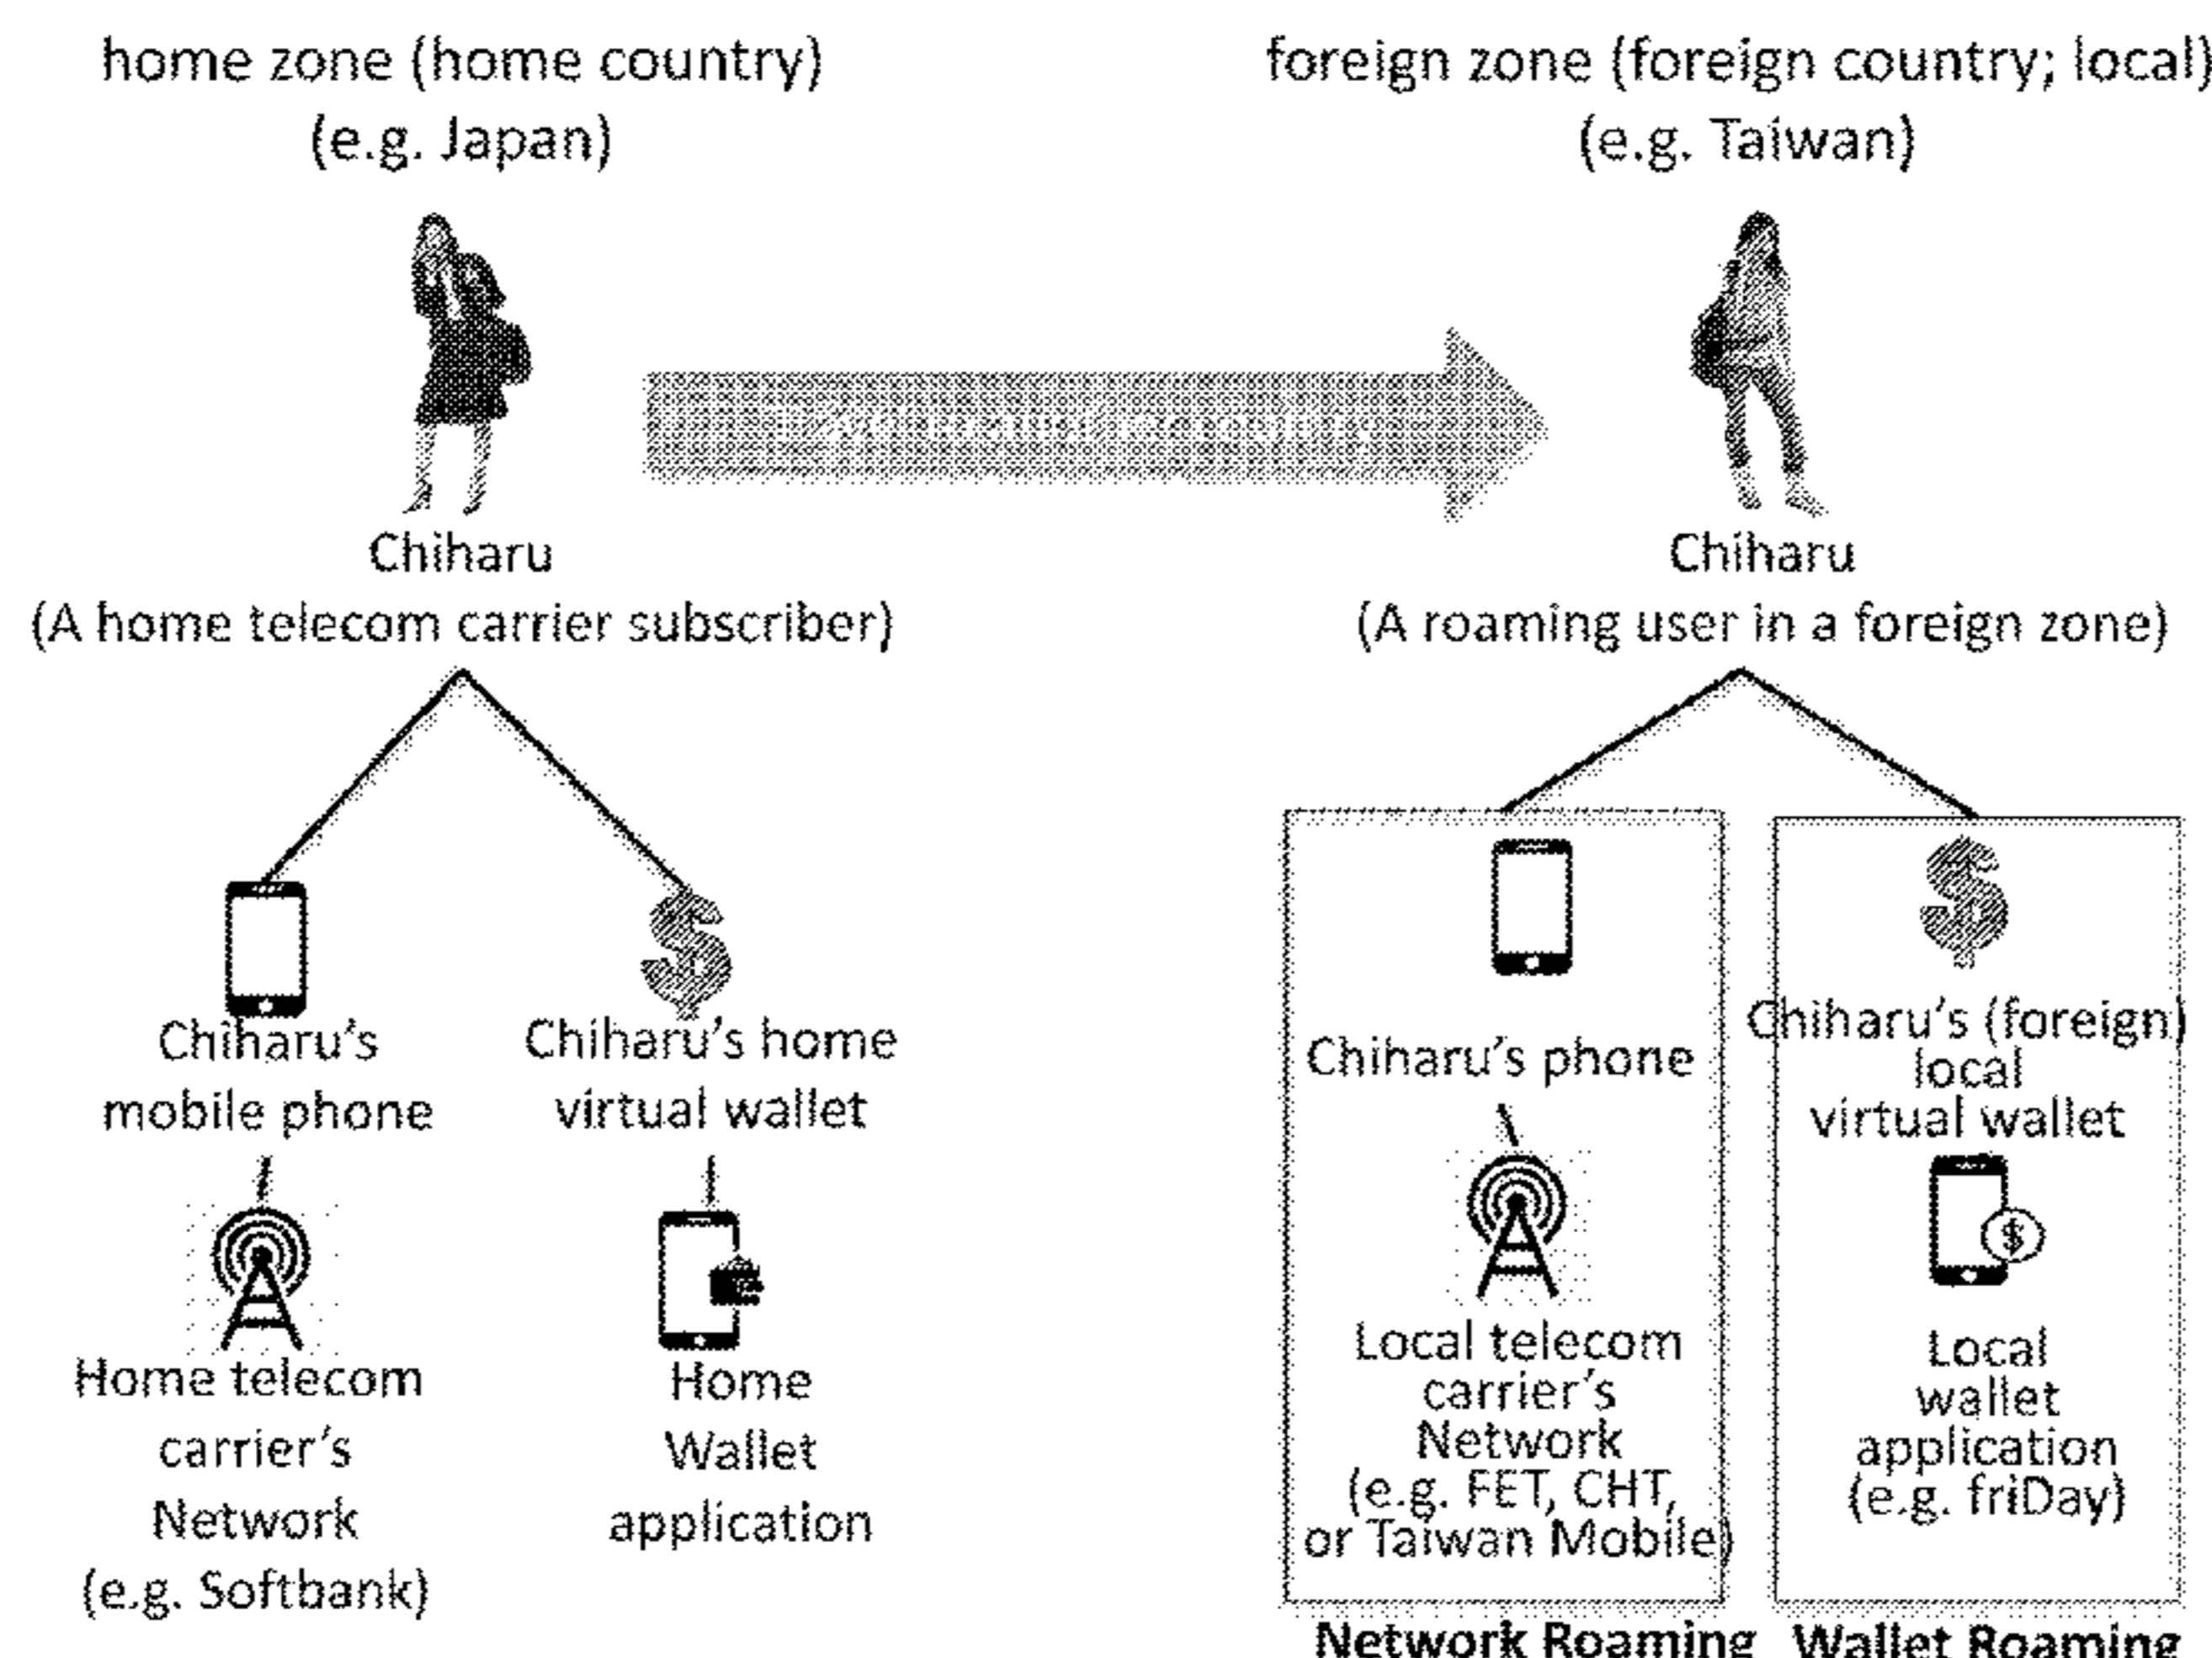 home zone (home country)
(e.g. Japan)
Chiharu
(A home telecom carrier subscriber)
Chiharu's
mobile phone
Chiharu's home
virtual wallet
Home telecom
carrier's
Network
(e.g. Softbank)
Home
Wallet
application
foreign zone (foreign country; local)
(e.g. Taiwan)
Chiharu
(A roaming user in a foreign zone)
Chiharu's phone
Local telecom
carrier's
Network
(e.g. FET, CHT,
or Taiwan Mobile)
Network Roaming
Chiharu's (foreign)
local
virtual wallet
Local
wallet
application
(e.g. friDay)
Wallet Roaming